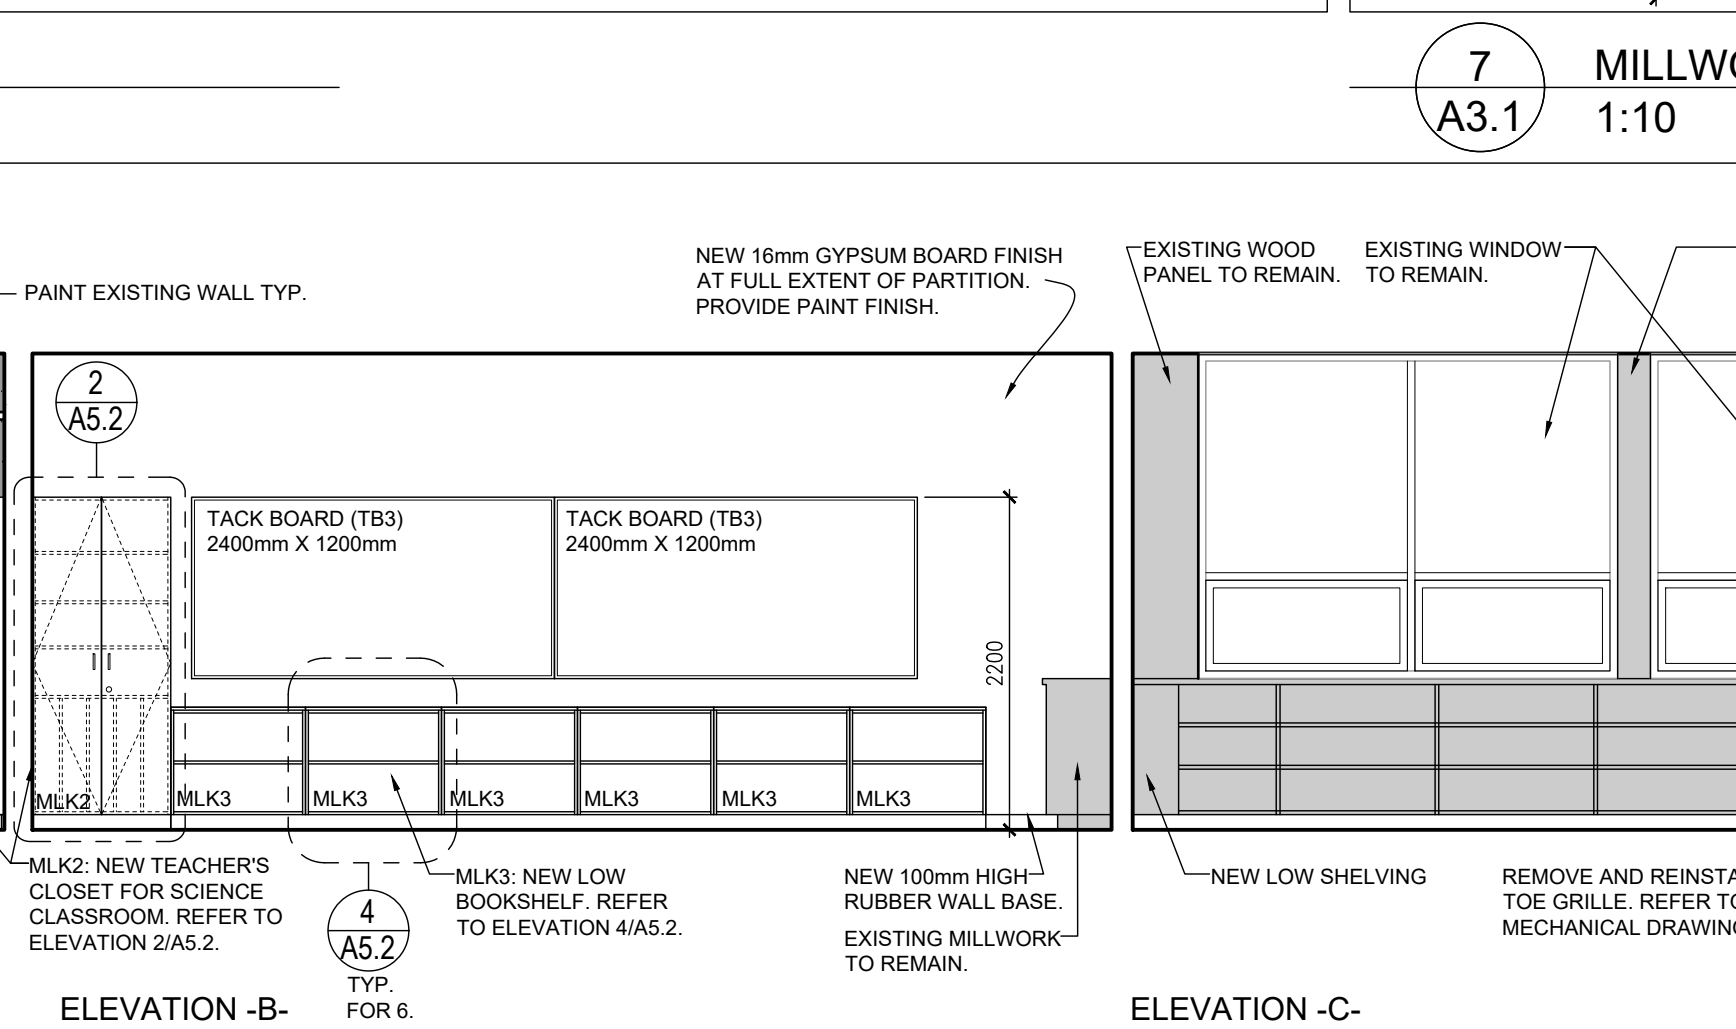 7
A3.1
1:10
PAINT EXISTING WALL TYP.
NEW 16mm GYPSUM BOARD FINISH
AT FULL EXTENT OF PARTITION.
PROVIDE PAINT FINISH.
EXISTING WOOD
PANEL TO REMAIN.
EXISTING WINDOW
TO REMAIN.
2
A5.2
TACK BOARD (TB3)
2400mm X 1200mm
TACK BOARD (TB3)
2400mm X 1200mm
2200
MLK2
MLK3
MLK3
MLK3
MLK3
MLK3
MLK3
MLK2: NEW TEACHER'S
CLOSET FOR SCIENCE
CLASSROOM. REFER TO
ELEVATION 2/A5.2.
4
A5.2
TYP.
FOR 6.
MLK3: NEW LOW
BOOKSHELF. REFER
TO ELEVATION 4/A5.2.
NEW 100mm HIGH
RUBBER WALL BASE.
EXISTING MILLWORK
TO REMAIN.
NEW LOW SHELVING
REMOVE AND
TOE GRILLE. REFER
MECHANICAL
ELEVATION -B-
ELEVATION -C-